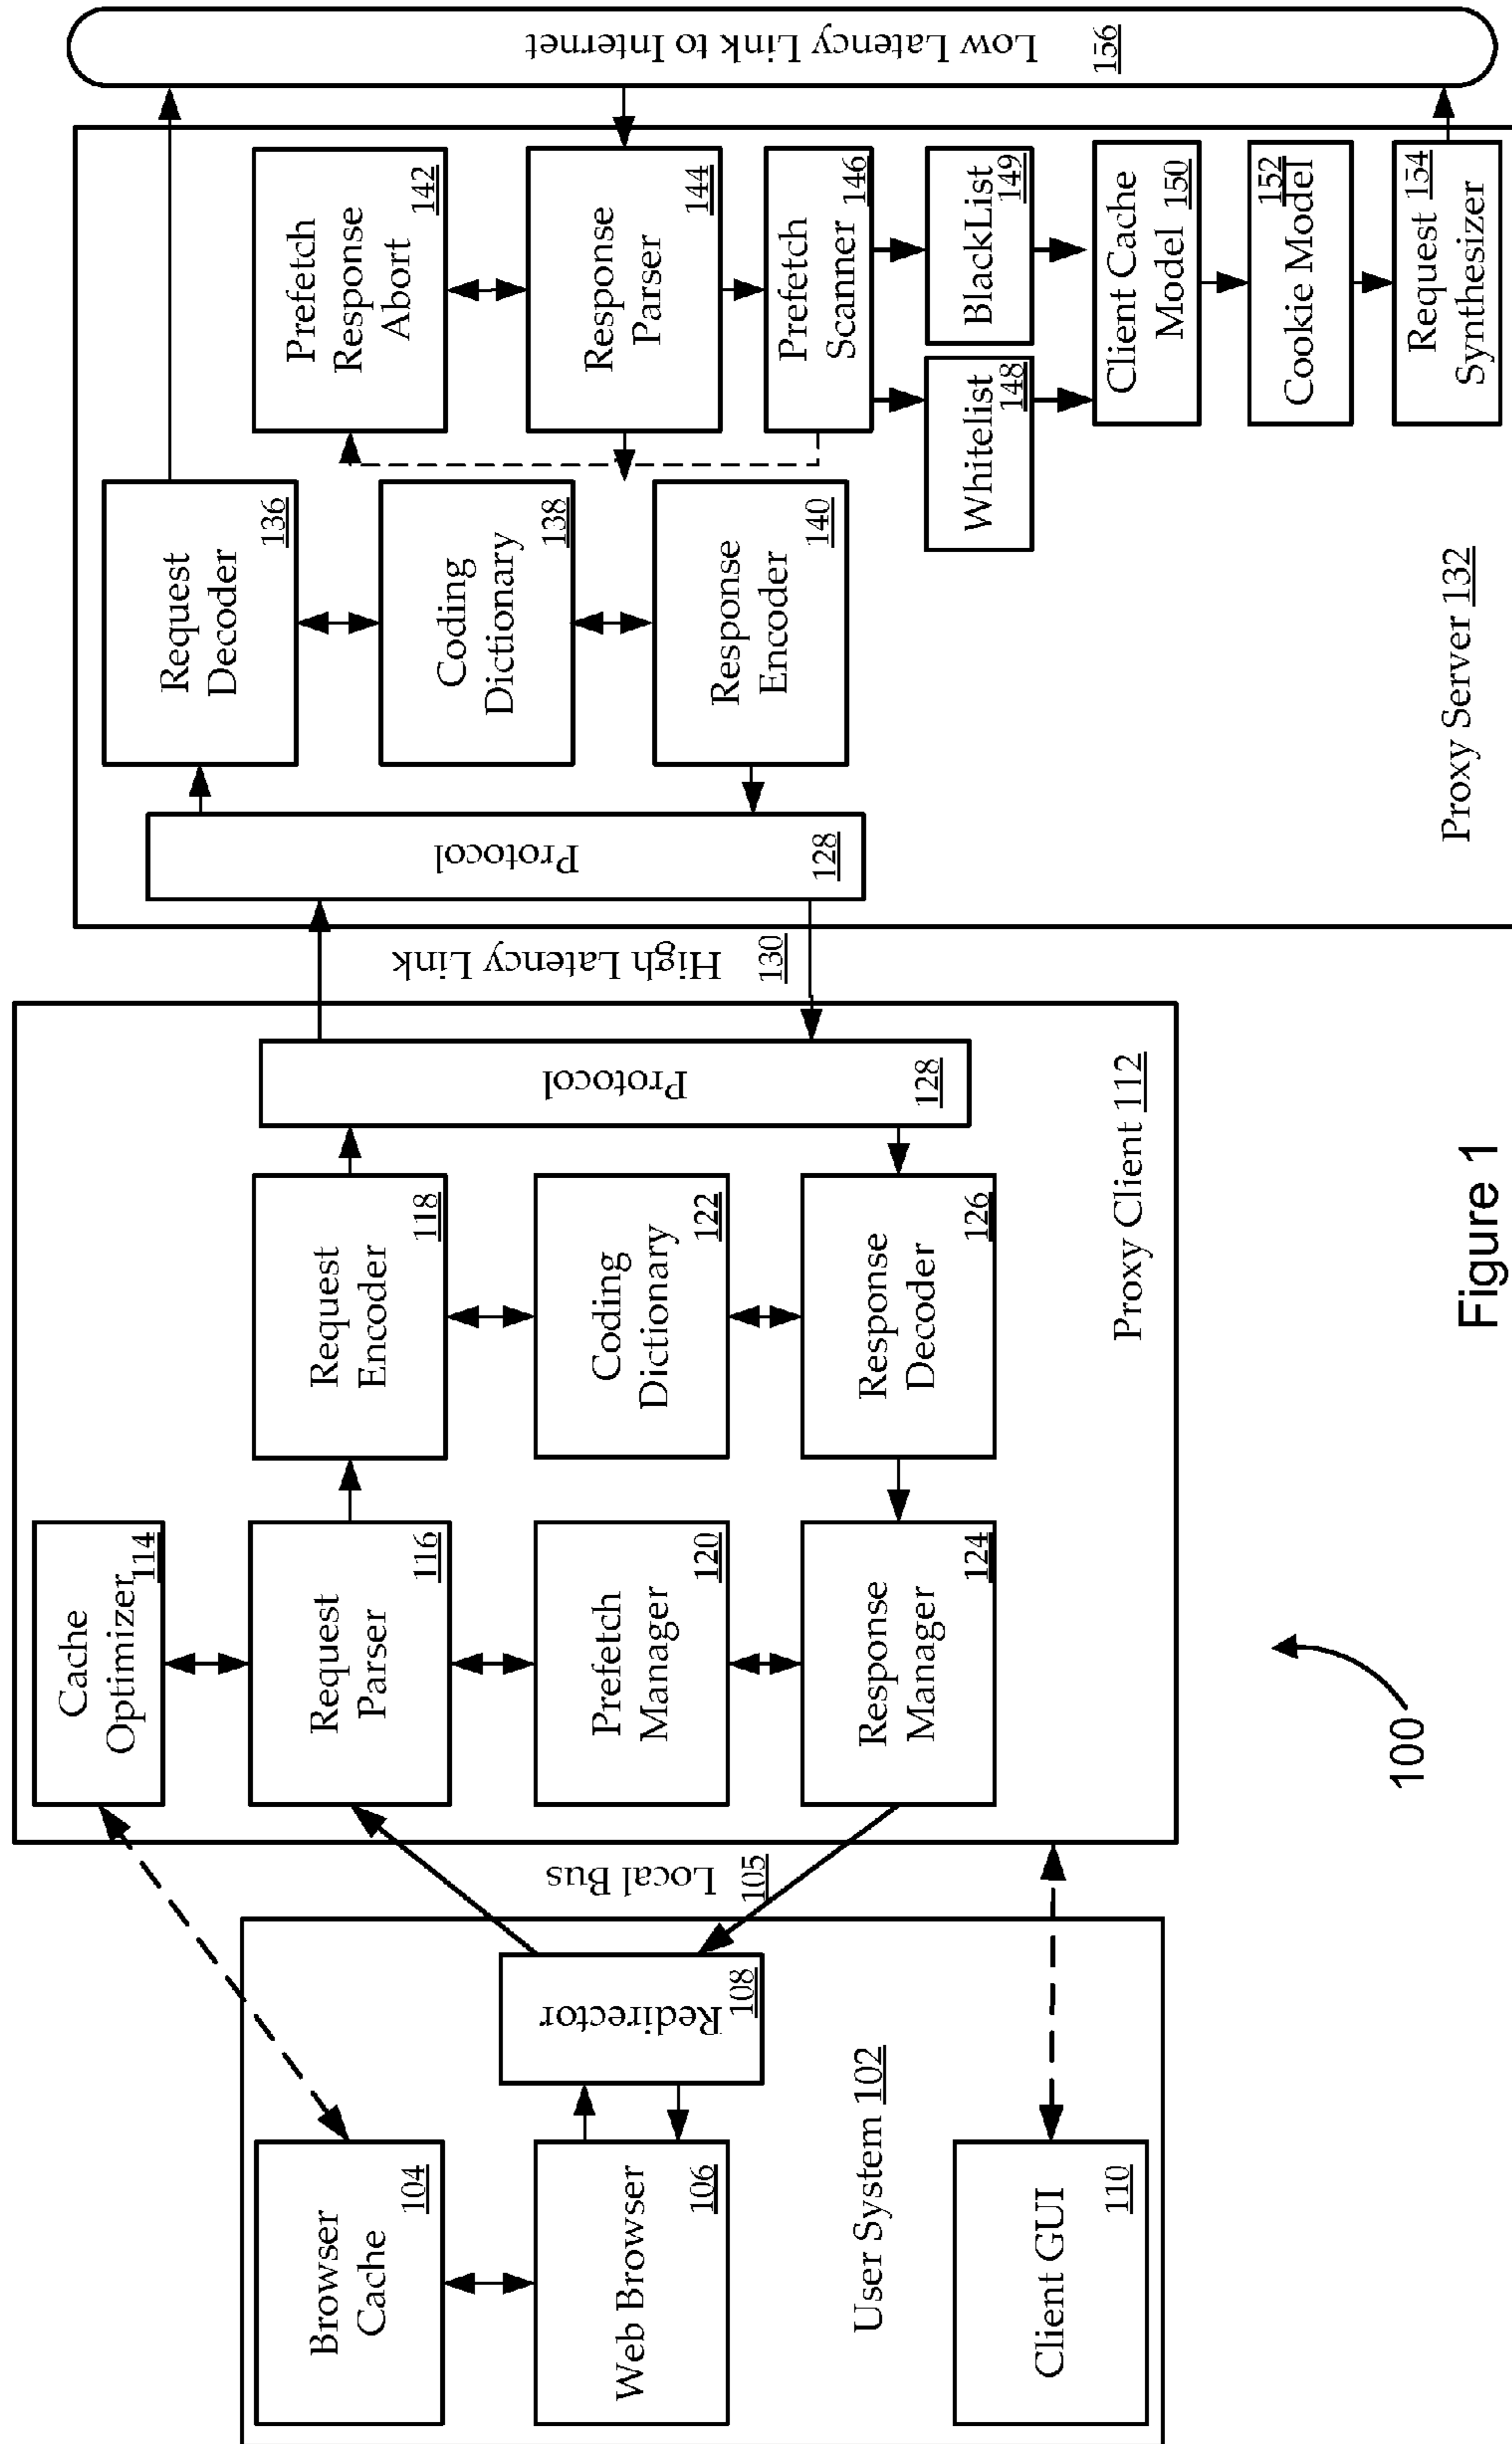 Browser
Cache
104
Web Browser
106
Redirector
108
User System 102
Client GUI
110
Local Bus
105
Cache
Optimizer
114
Request
Parser
116
Prefetch
Manager
120
Response
Manager
124
Request
Encoder
118
Coding
Dictionary
122
Response
Decoder
126
Protocol
128
Proxy Client 112
High Latency Link
130
Protocol
128
Request
Decoder
136
Coding
Dictionary
138
Response
Encoder
140
Prefetch
Response
Abort
142
Response
Parser
144
Prefetch
Scanner 146
Whitelist
148
BlackList
149
Client Cache
Model 150
152
Cookie Model
Request 154
Synthesizer
Proxy Server 132
Low Latency Link to Internet
156
100
Figure 1